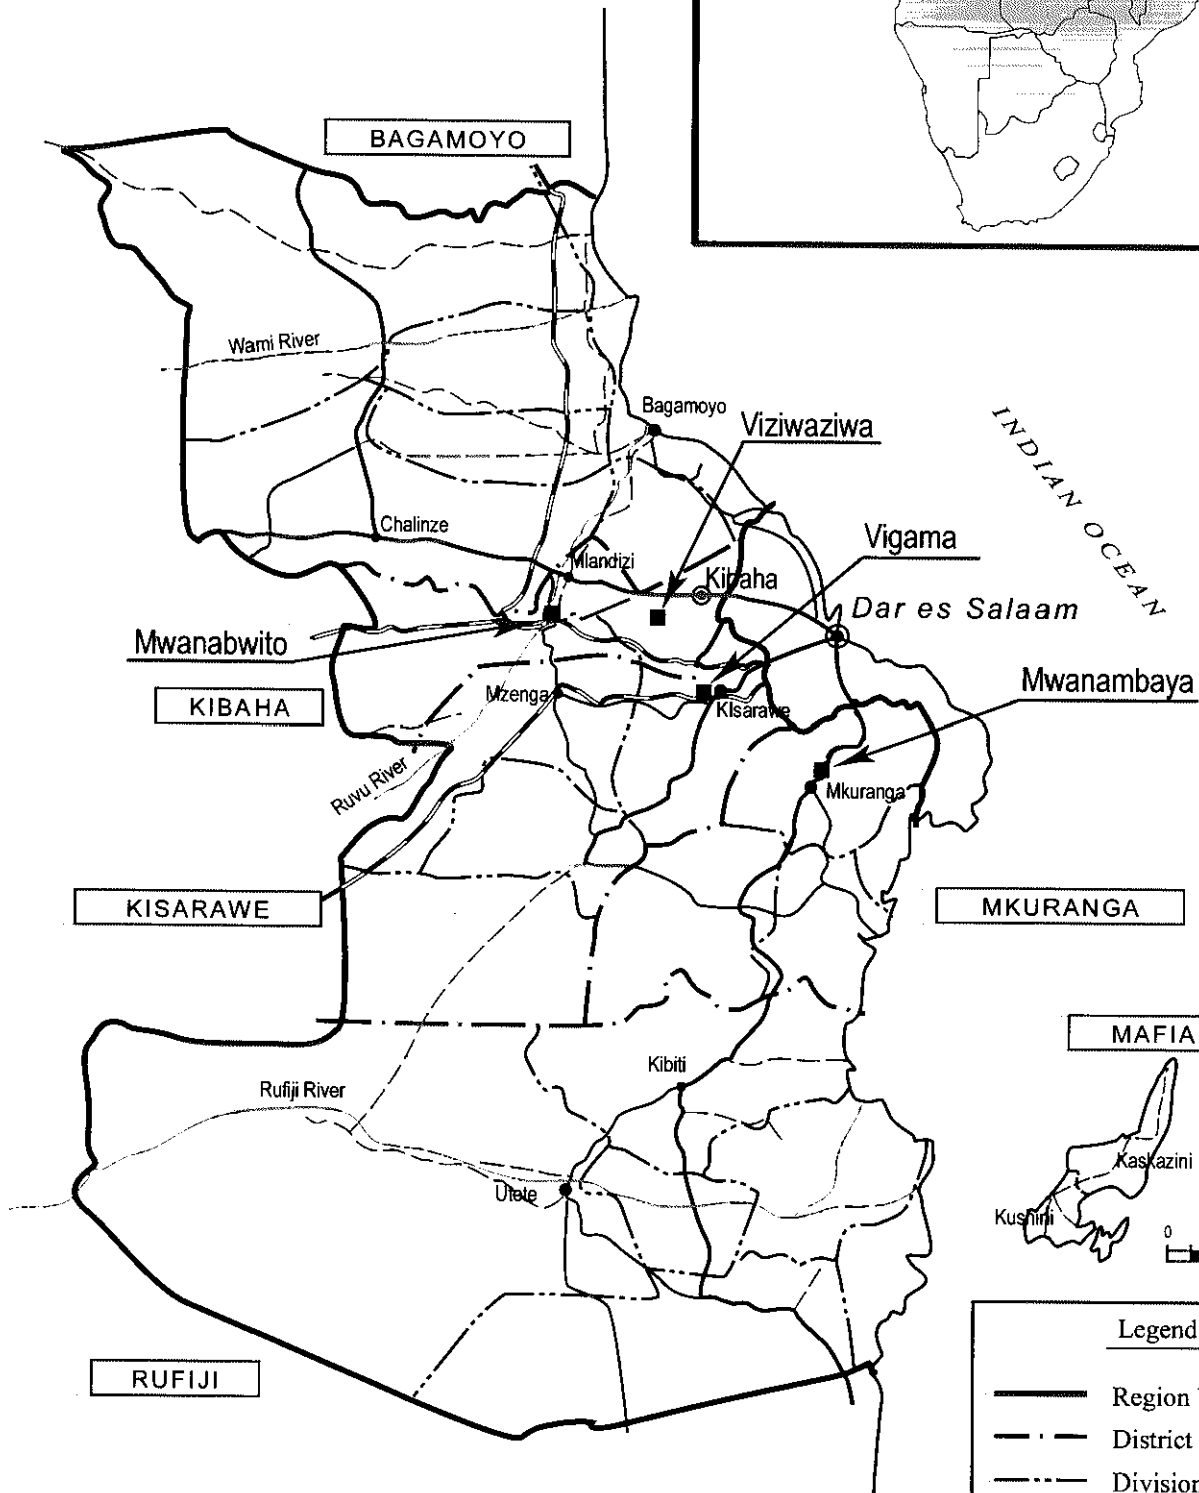 BAGAMOYO
Wami River
Bagamoyo
Viziwaziwa
INDIAN OCEAN
Chalinze
Vigama
Mlandizi
Kibaha
Dar es Salaam
Mwanabwito
Mwanambaya
KIBAHA
Mzenga
KIsarawe
Ruvu River
Mkuranga
KISARAWE
MKURANGA
MAFIA
Kibiti
Rufiji River
Kaskazini
Utete
Kushini
0
Legend
RUFIJI
Region
District
Division